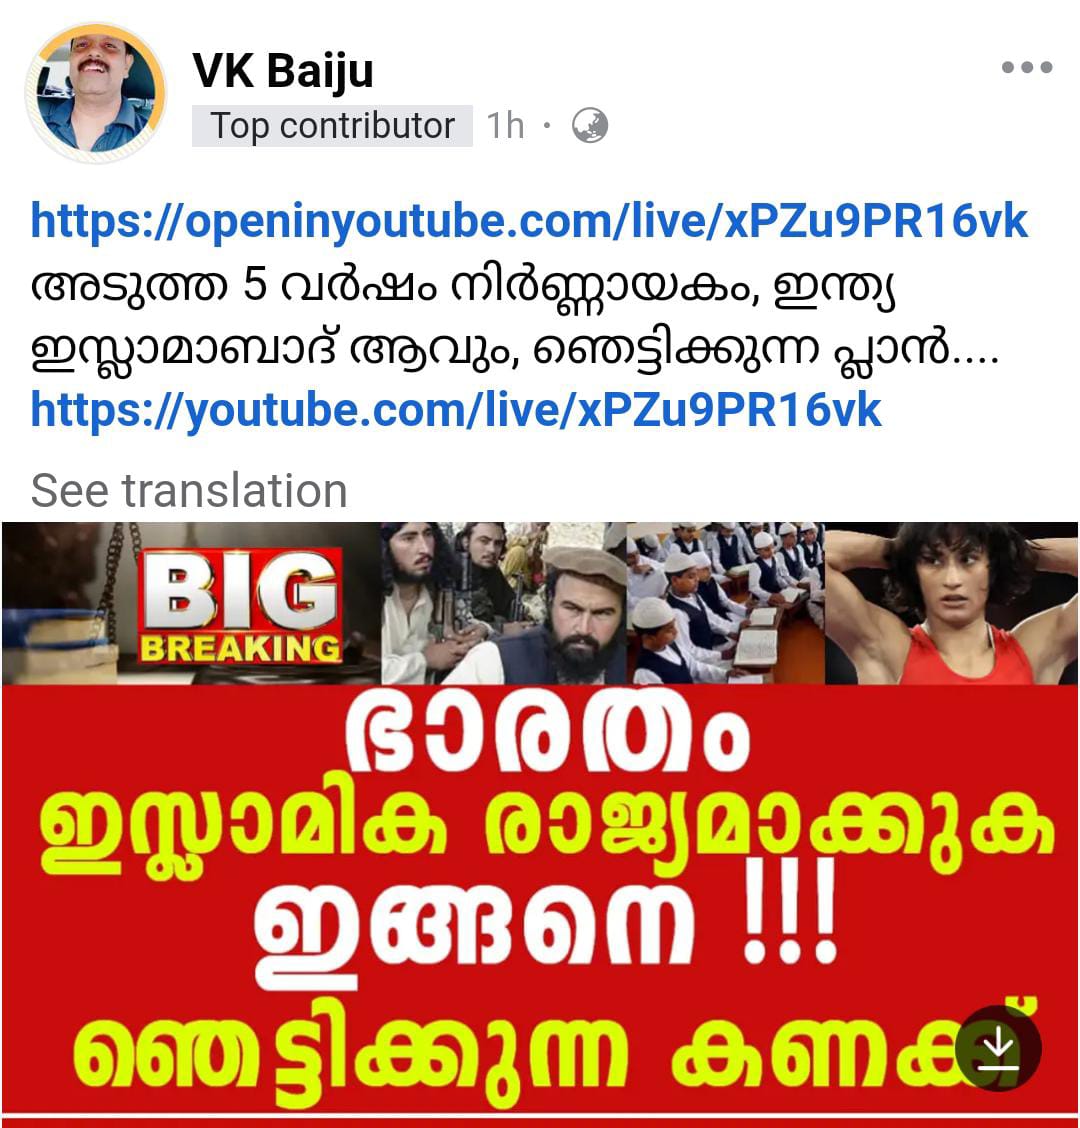 VK Baiju
Top contributor 1h ·
https://openinyoutube.com/live/xPZu9PR16vk
അടുത്ത 5 വർഷം നിർണ്ണായകം, ഇന്ത്യ
ഇസ്ലാമാബാദ് ആവും, ഞെട്ടിക്കുന്ന പ്ലാൻ....
https://youtube.com/live/xPZu9PR16vk
See translation
BIG
BREAKING
ഭാരതം
ഇസ്ലാമിക രാജ്യമാക്കുക
ഇങ്ങനെ !!!
ഞെട്ടിക്കുന്ന കണക്ക്